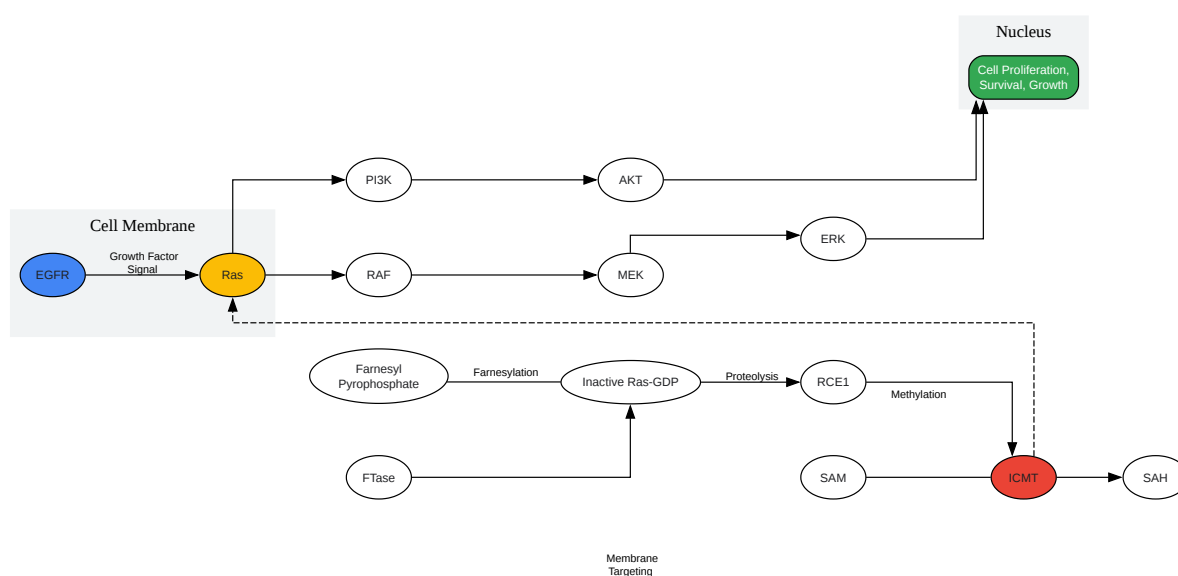 Nucleus
Cell Proliferation,
Survival, Growth
PI3K
AKT
Cell Membrane
ERK
Growth Factor
Signal
EGFR
Ras
RAF
MEK
Farnesyl
Pyrophosphate
Farnesylation
Inactive Ras-GDP
Proteolysis
RCE1
Methylation
FTase
SAM
ICMT
SAH
Membrane
Targeting